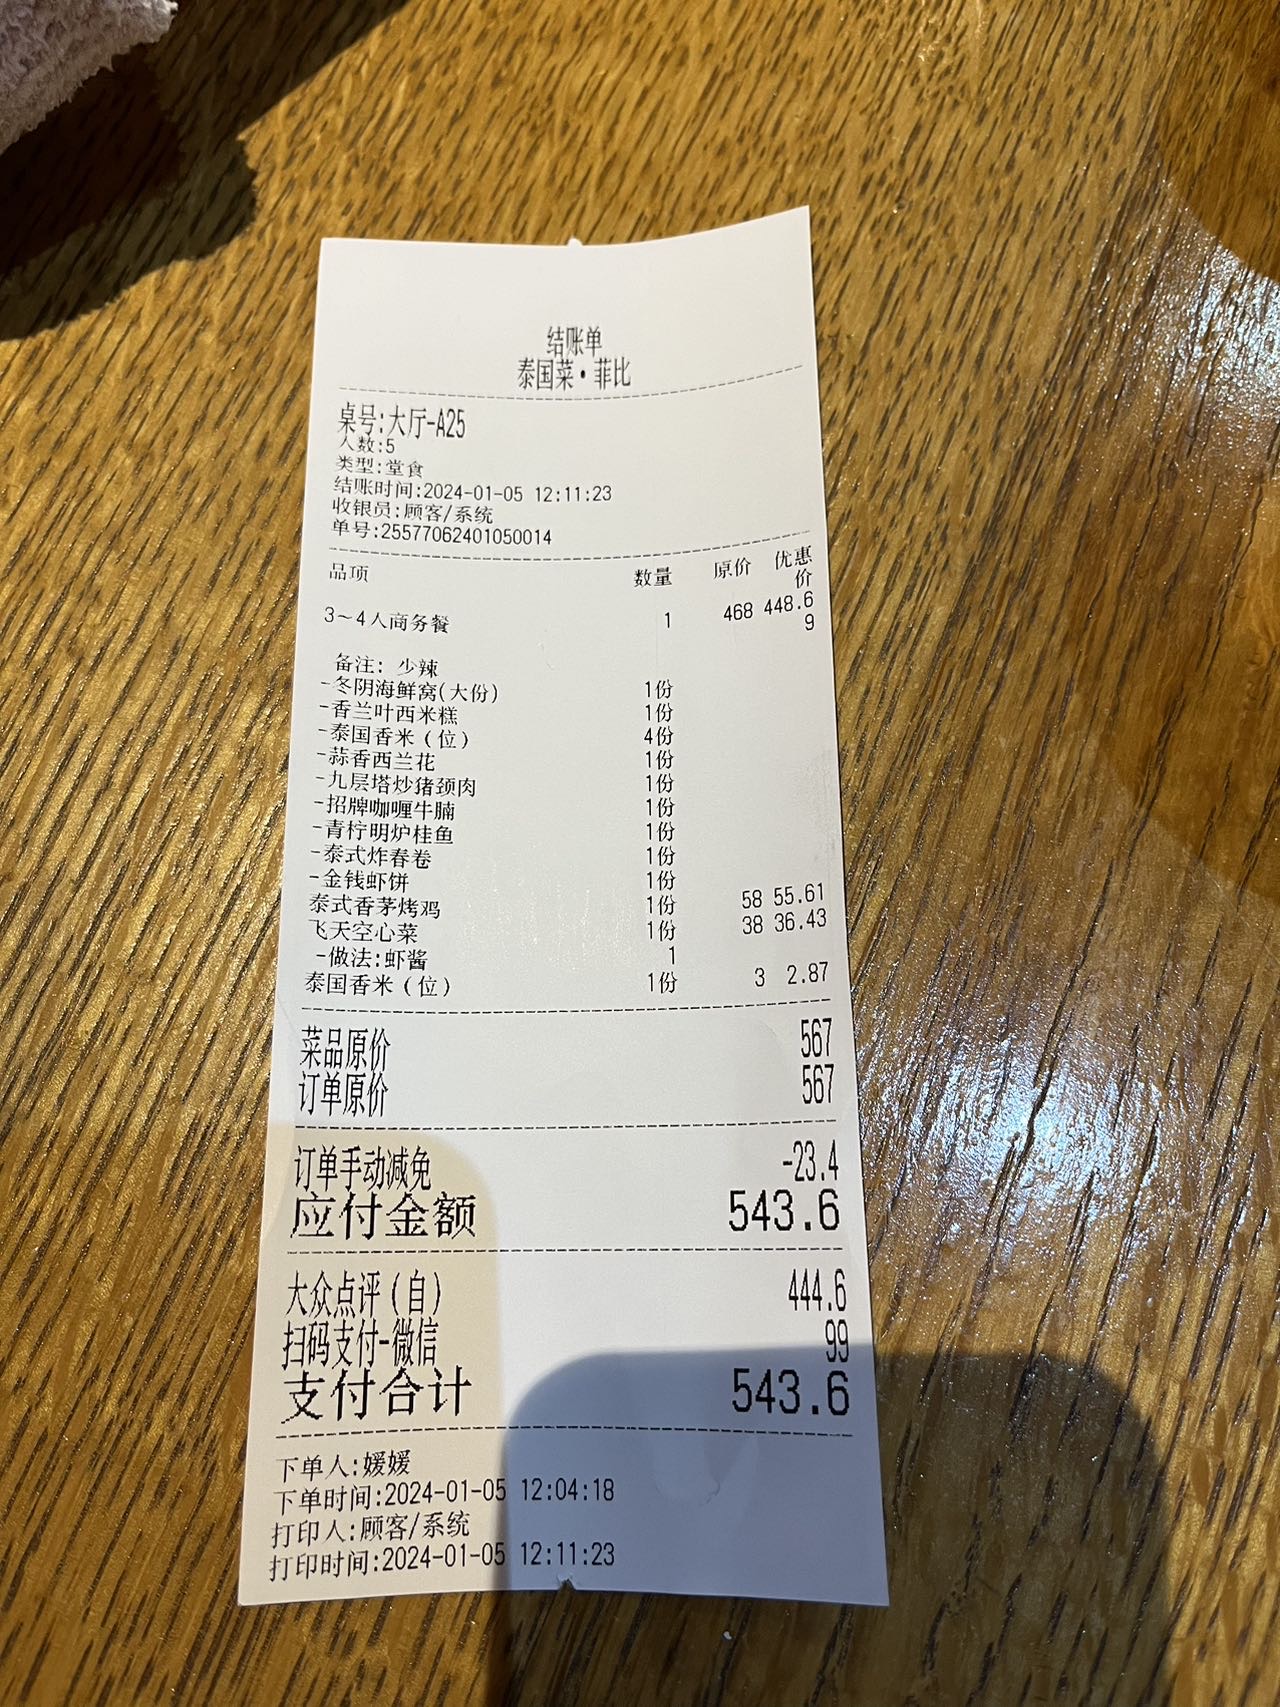 结账单
泰国菜·菲比
桌号:大厅-A25
人数:5
类型:堂食
结账时间:2024-01-05 12:11:23
收银员:顾客/系统
单号:25577062401050014
品项 数量 原价 优惠价
3～4人商务餐 1 468 448.69
备注: 少辣
-冬阴海鲜窝(大份) 1份
-香兰叶西米糕 1份
-泰国香米(位) 4份
-蒜香西兰花 1份
-九层塔炒猪颈肉 1份
-招牌咖喱牛腩 1份
-青柠明炉桂鱼 1份
-泰式炸春卷 1份
-金钱虾饼 1份
泰式香茅烤鸡 1份 58 55.61
飞天空心菜 1份 38 36.43
-做法:虾酱 1
泰国香米(位) 1份 3 2.87
菜品原价 567
订单原价 567
订单手动减免 -23.4
应付金额 543.6
大众点评(自) 444.6
扫码支付-微信 99
支付合计 543.6
下单人:媛媛
下单时间:2024-01-05 12:04:18
打印人:顾客/系统
打印时间:2024-01-05 12:11:23